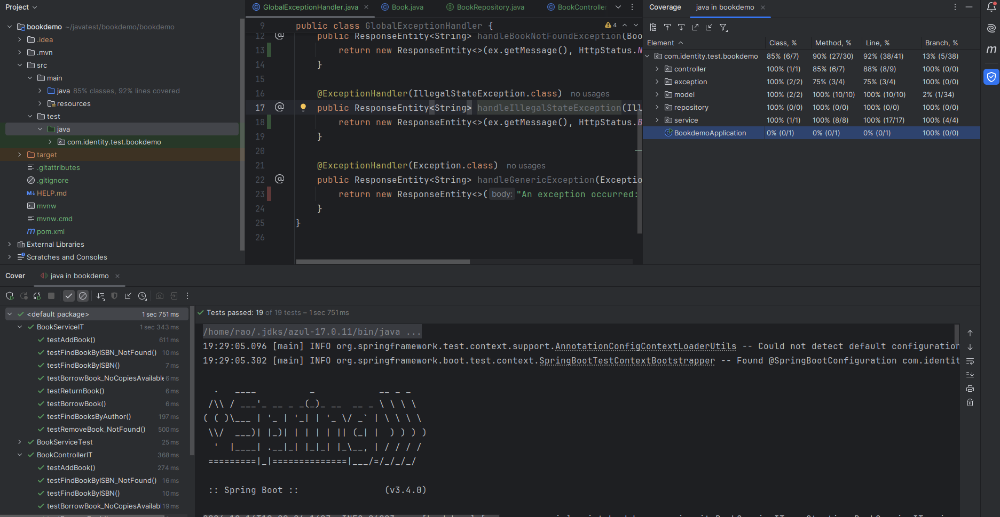 Project
bookdemo ~/javatest/bookdemo/bookdemo
.idea
.mvn
src
main
java 85% classes, 92% lines covered
resources
test
java
com.identity.test.bookdemo
target
.gitattributes
.gitignore
HELP.md
mvnw
mvnw.cmd
pom.xml
External Libraries
Scratches and Consoles
GlobalExceptionHandler.java Book.java BookRepository.java BookController
9 public class GlobalExceptionHandler { 4
12 public ResponseEntity<String> handleBookNotFoundException(Boo
13 return new ResponseEntity<>(ex.getMessage(), HttpStatus.N
14 }
15
16 @ExceptionHandler(IllegalStateException.class) no usages
17 public ResponseEntity<String> handleIllegalStateException(Ill
18 return new ResponseEntity<>(ex.getMessage(), HttpStatus.B
19 }
20
21 @ExceptionHandler(Exception.class) no usages
22 public ResponseEntity<String> handleGenericException(Exceptio
23 return new ResponseEntity<>( body: "An exception occurred:
24 }
25 }
26
Coverage java in bookdemo
Element Class, % Method, % Line, % Branch, %
com.identity.test.bookdemo 85% (6/7) 90% (27/30) 92% (38/41) 13% (5/38)
controller 100% (1/1) 85% (6/7) 88% (8/9) 100% (0/0)
exception 100% (2/2) 75% (3/4) 75% (3/4) 100% (0/0)
model 100% (2/2) 100% (10/10) 100% (10/10) 2% (1/34)
repository 100% (0/0) 100% (0/0) 100% (0/0) 100% (0/0)
service 100% (1/1) 100% (8/8) 100% (17/17) 100% (4/4)
BookdemoApplication 0% (0/1) 0% (0/1) 0% (0/1) 100% (0/0)
Cover java in bookdemo
<default package> 1 sec 751 ms
BookServiceIT 1 sec 343 ms
testAddBook() 611 ms
testFindBookByISBN_NotFound() 10 ms
testFindBookByISBN() 7 ms
testBorrowBook_NoCopiesAvailable 6 ms
testReturnBook() 6 ms
testBorrowBook() 6 ms
testFindBooksByAuthor() 197 ms
testRemoveBook_NotFound() 500 ms
BookServiceTest 25 ms
BookControllerIT 368 ms
testAddBook() 274 ms
testFindBookByISBN_NotFound() 16 ms
testFindBookByISBN() 10 ms
testBorrowBook_NoCopiesAvailab 19 ms
Tests passed: 19 of 19 tests – 1 sec 751 ms
/home/rao/.jdks/azul-17.0.11/bin/java ...
19:29:05.096 [main] INFO org.springframework.test.context.support.AnnotationConfigContextLoaderUtils -- Could not detect default configuration
19:29:05.302 [main] INFO org.springframework.boot.test.context.SpringBootTestContextBootstrapper -- Found @SpringBootConfiguration com.identit
:: Spring Boot :: (v3.4.0)